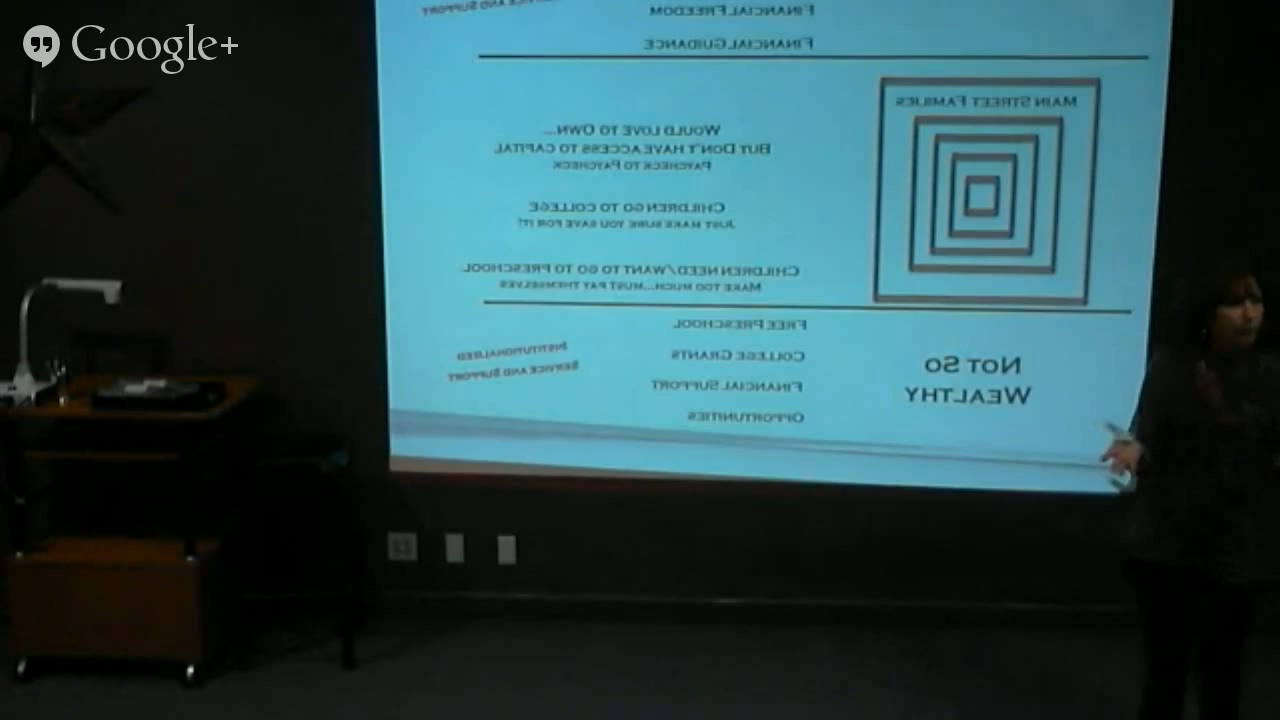 Google+
SERVICE AND SUPPORT
FINANCIAL FREEDOM
FINANCIAL GUIDANCE
MAIN STREET FAMILIES
WOULD LOVE TO OWN...
BUT DON'T HAVE ACCESS TO CAPITAL
PAYCHECK TO PAYCHECK
CHILDREN GO TO COLLEGE
JUST MAKE SURE YOU SAVE FOR IT!
CHILDREN NEED/WANT TO GO TO PRESCHOOL
MAKE TOO MUCH...MUST PAY THEMSELVES
NOT SO
WEALTHY
FREE PRESCHOOL
COLLEGE GRANTS
FINANCIAL SUPPORT
OPPORTUNITIES
INSTITUTIONALIZED
SERVICE AND SUPPORT